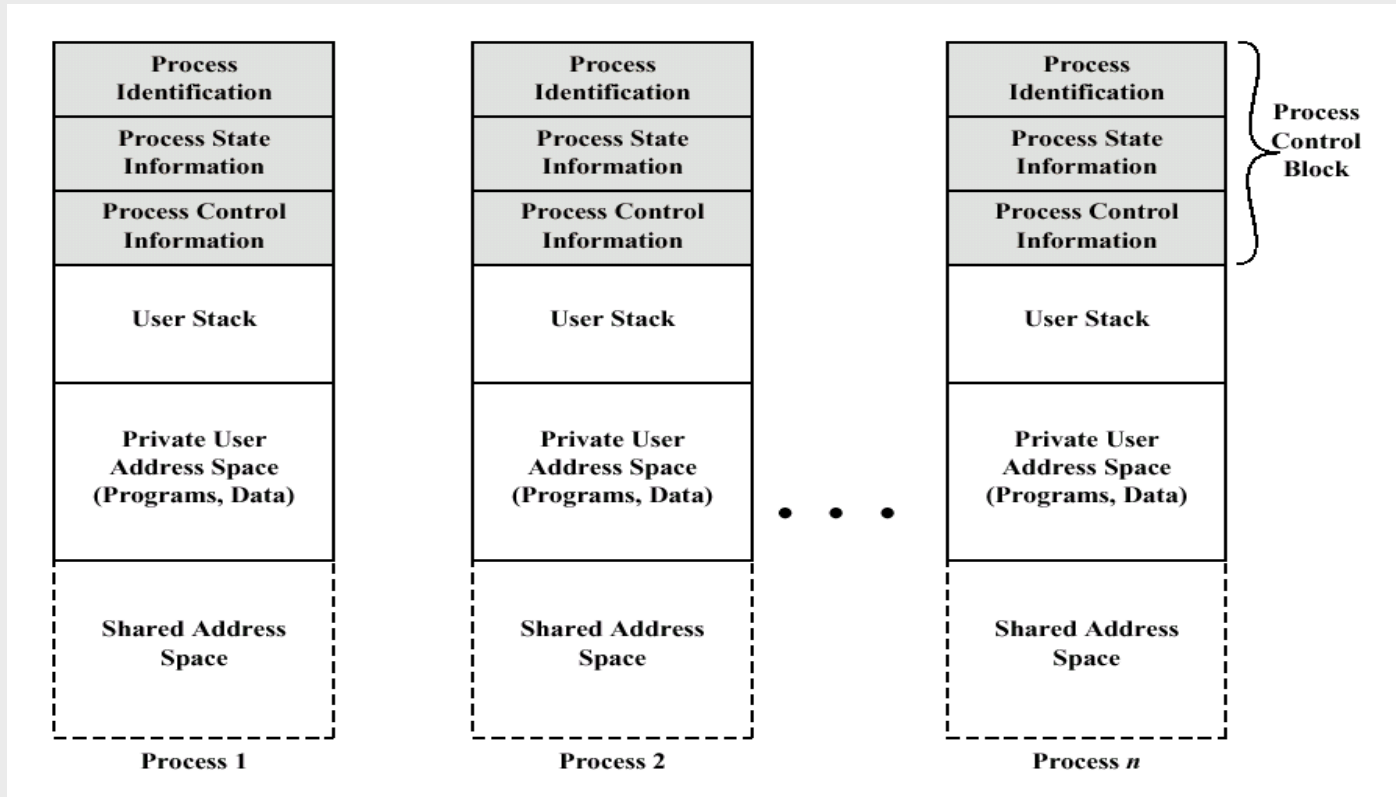 Process
Identification
Process State
Information
Process Control
Information
User Stack
Private User
Address Space
(Programs, Data)
Shared Address
Space
Process 1
Process
Identification
Process State
Information
Process Control
Information
User Stack
Private User
Address Space
(Programs, Data)
Shared Address
Space
Process 2
• • •
Process
Identification
Process State
Information
Process Control
Information
User Stack
Private User
Address Space
(Programs, Data)
Shared Address
Space
Process n
Process
Control
Block